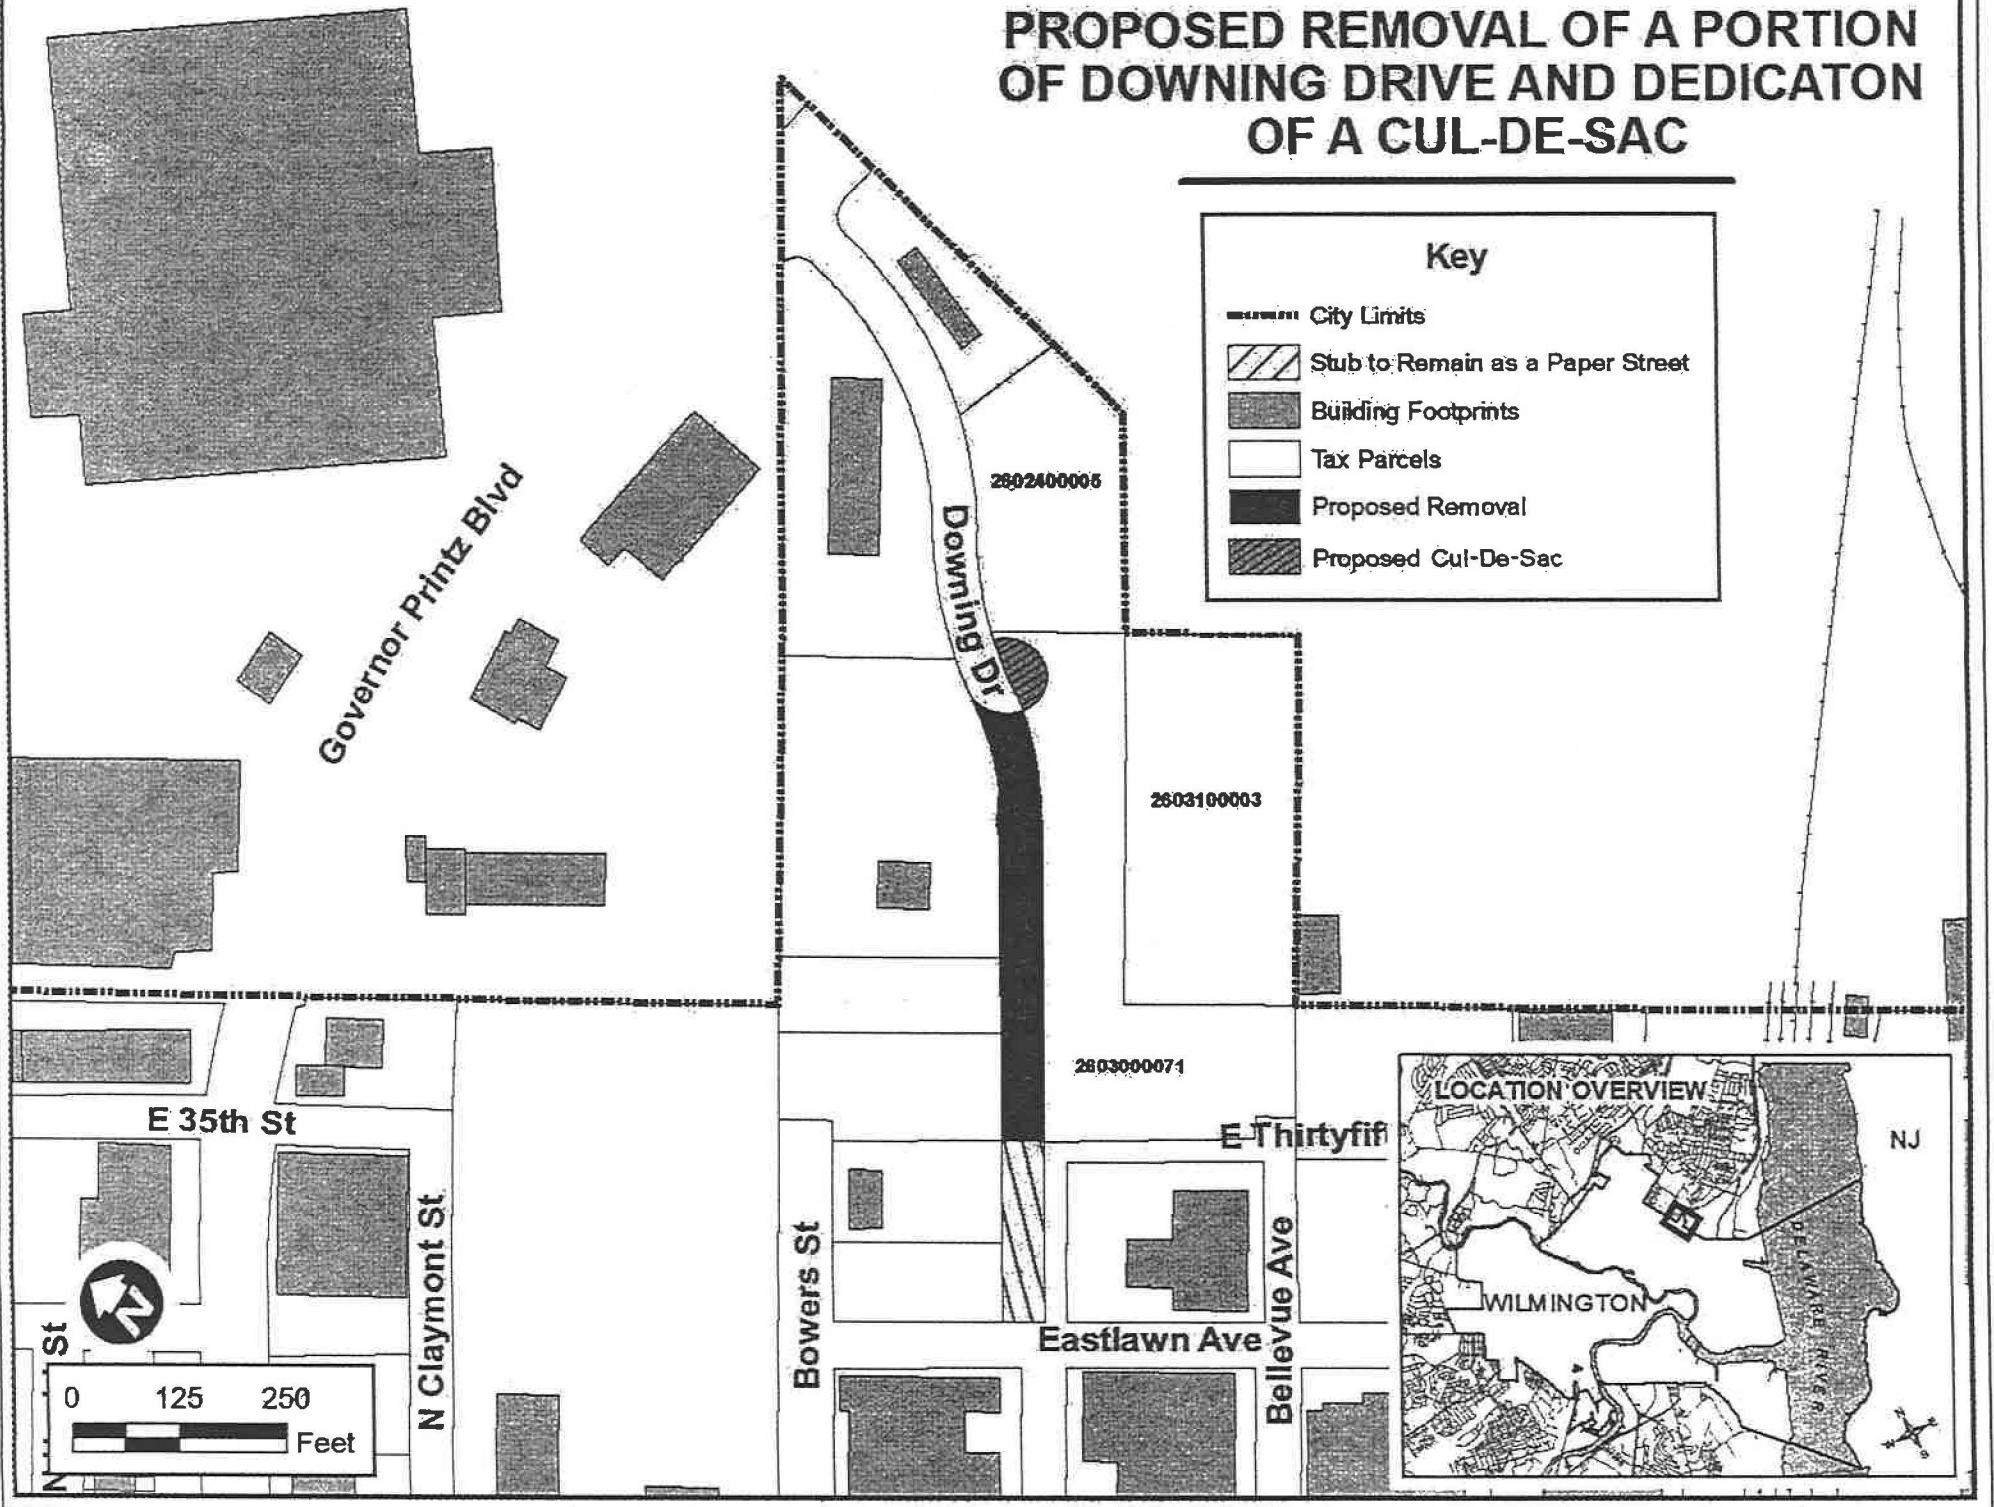 PROPOSED REMOVAL OF A PORTION
OF DOWNING DRIVE AND DEDICATON
OF A CUL-DE-SAC
Key
City Limits
Stub to Remain as a Paper Street
Building Footprints
Tax Parcels
Proposed Removal
Proposed Cul-De-Sac
Governor Printz Blvd
2602400005
Downing Dr
2603100003
2603000071
E 35th St
E Thirtyfif
N Claymont St
Bowers St
Bellevue Ave
Eastlawn Ave
St
N
N
0 125 250
Feet
LOCATION OVERVIEW
NJ
WILMINGTON
DELAWARE RIVER